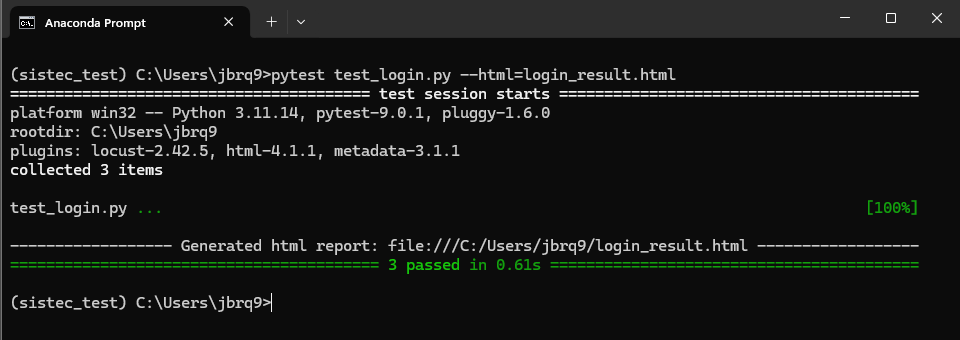 Anaconda Prompt
(sistec_test) C:\Users\jbrq9>pytest test_login.py --html=login_result.html
======================================== test session starts ========================================
platform win32 -- Python 3.11.14, pytest-9.0.1, pluggy-1.6.0
rootdir: C:\Users\jbrq9
plugins: locust-2.42.5, html-4.1.1, metadata-3.1.1
collected 3 items
test_login.py ... [100%]
------------------ Generated html report: file:///C:/Users/jbrq9/login_result.html ------------------
========================================= 3 passed in 0.61s =========================================
(sistec_test) C:\Users\jbrq9>